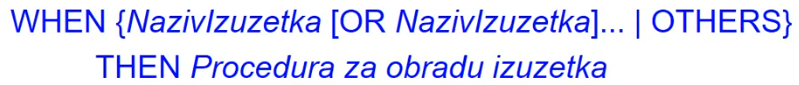 WHEN {NazivIzuzetka [OR NazivIzuzetka]... | OTHERS}
THEN Procedura za obradu izuzetka